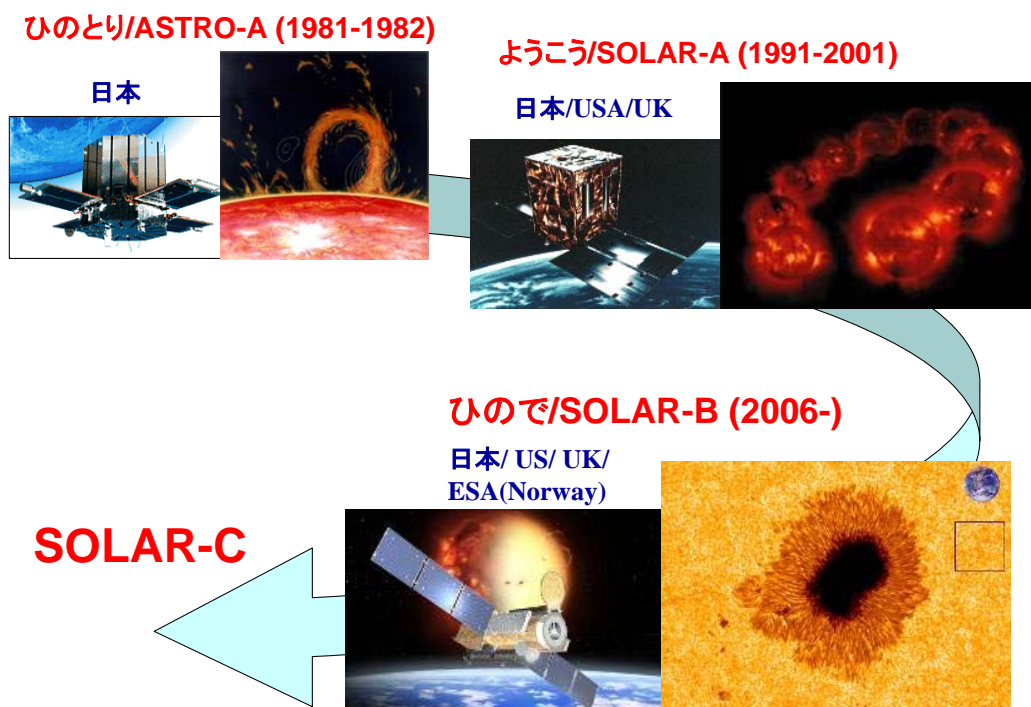 ひのとり/ASTRO-A (1981-1982)
日本
ようこう/SOLAR-A (1991-2001)
日本/USA/UK
ひので/SOLAR-B (2006-)
日本/ US/ UK/
ESA(Norway)
SOLAR-C